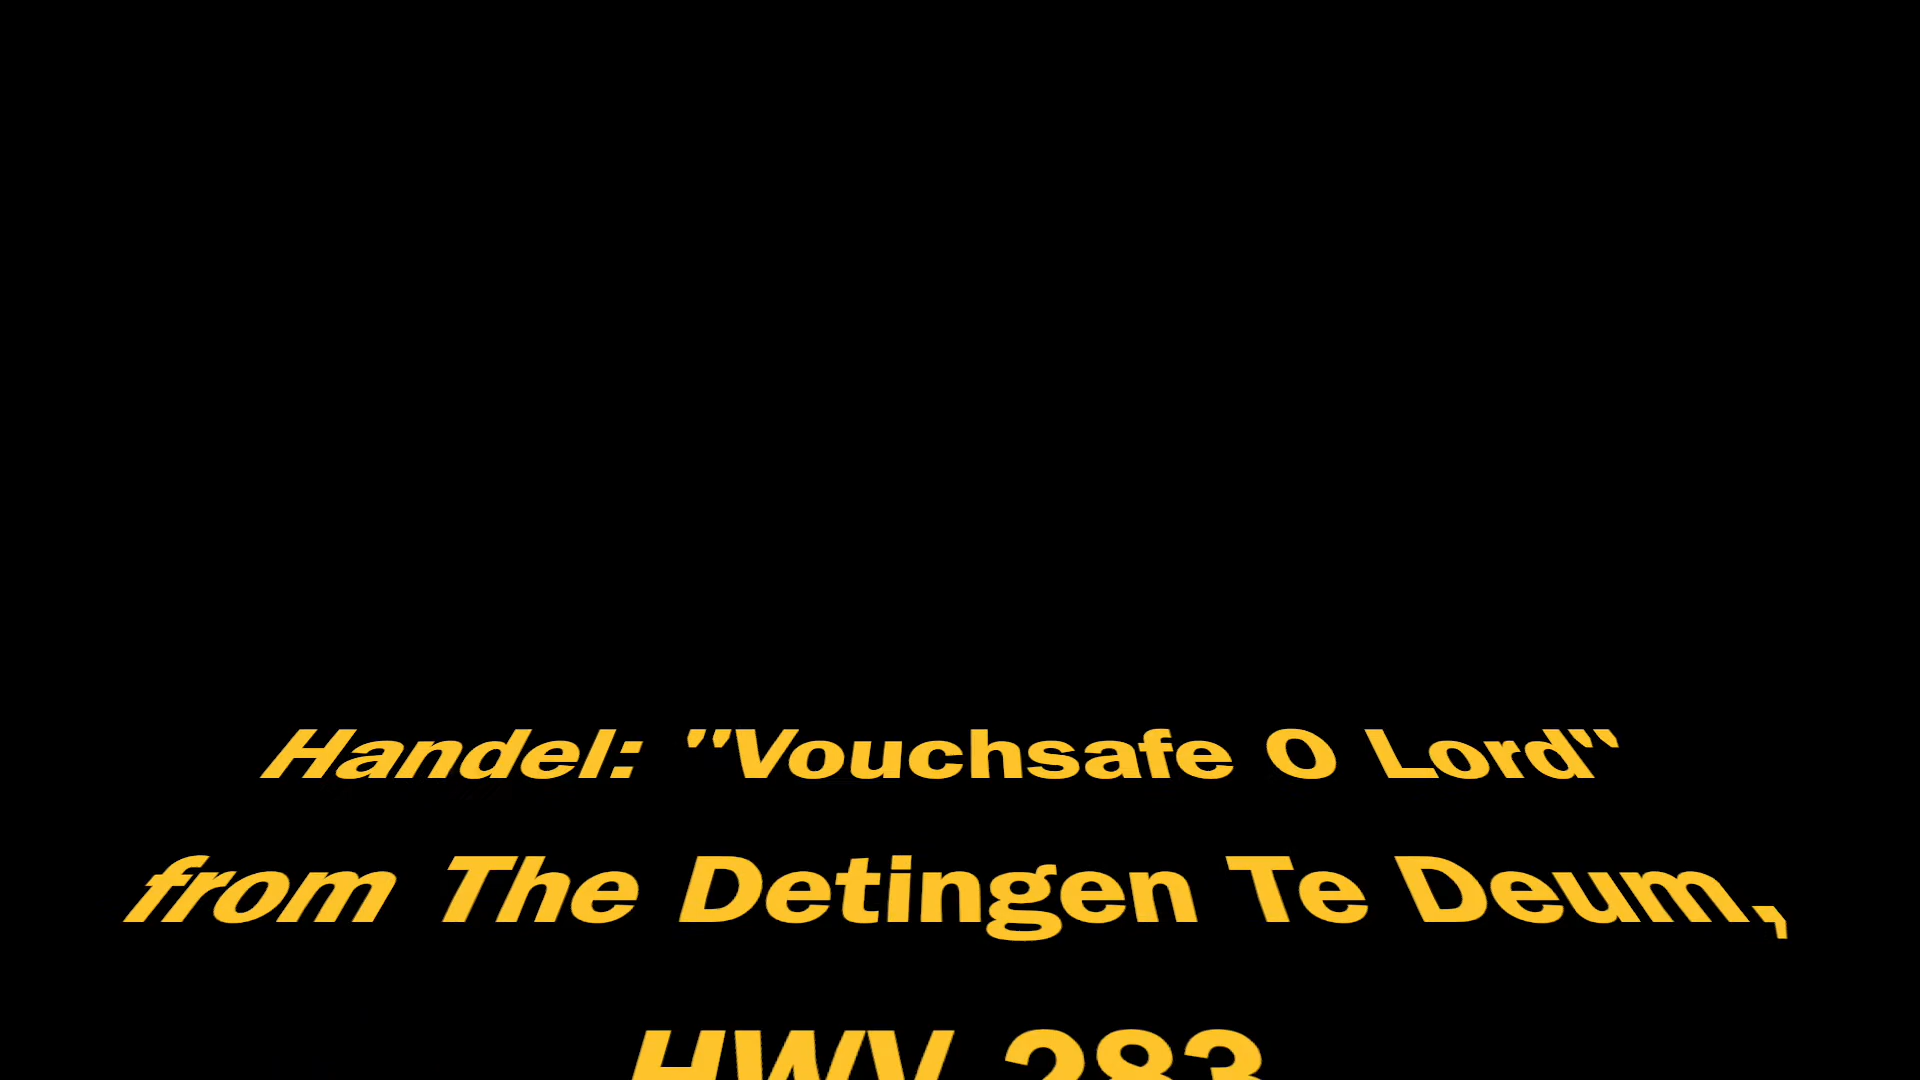 Handel: "Vouchsafe O Lord"
from The Detingen Te Deum,
HWV 283